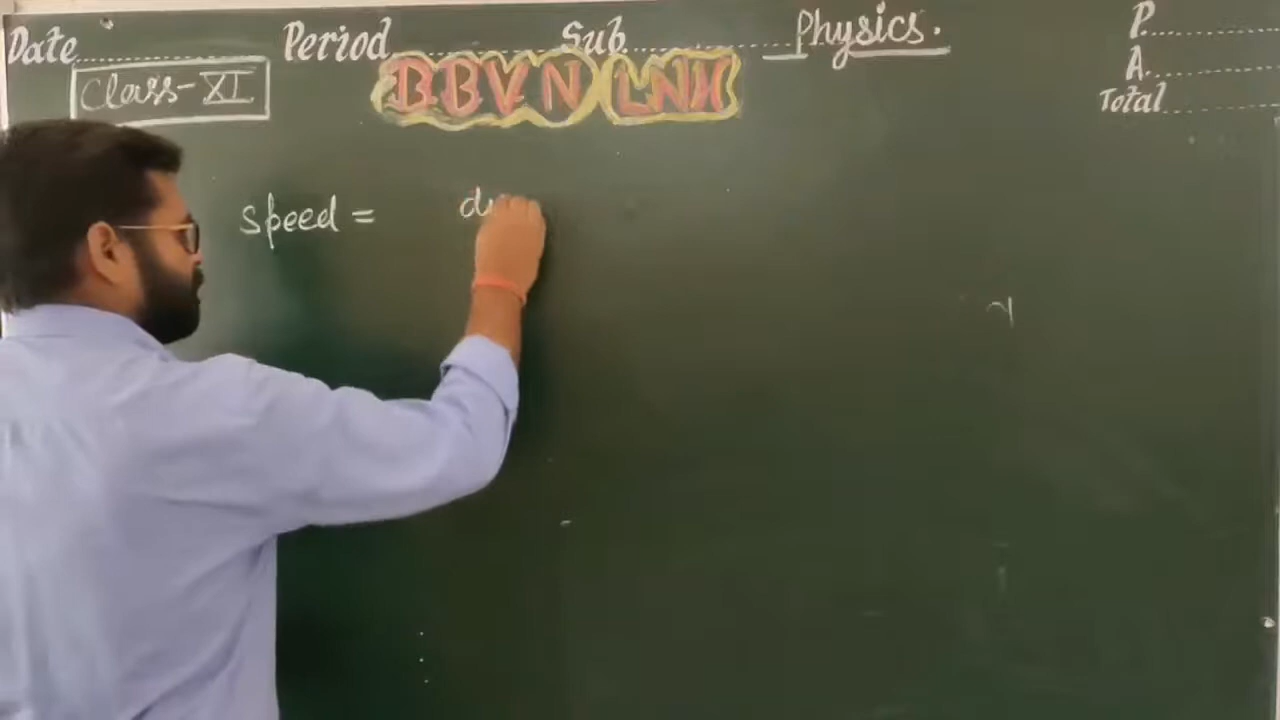 Date Period Sub Physics. P.
Class-XI BBVN LNH A.
Total
speed =